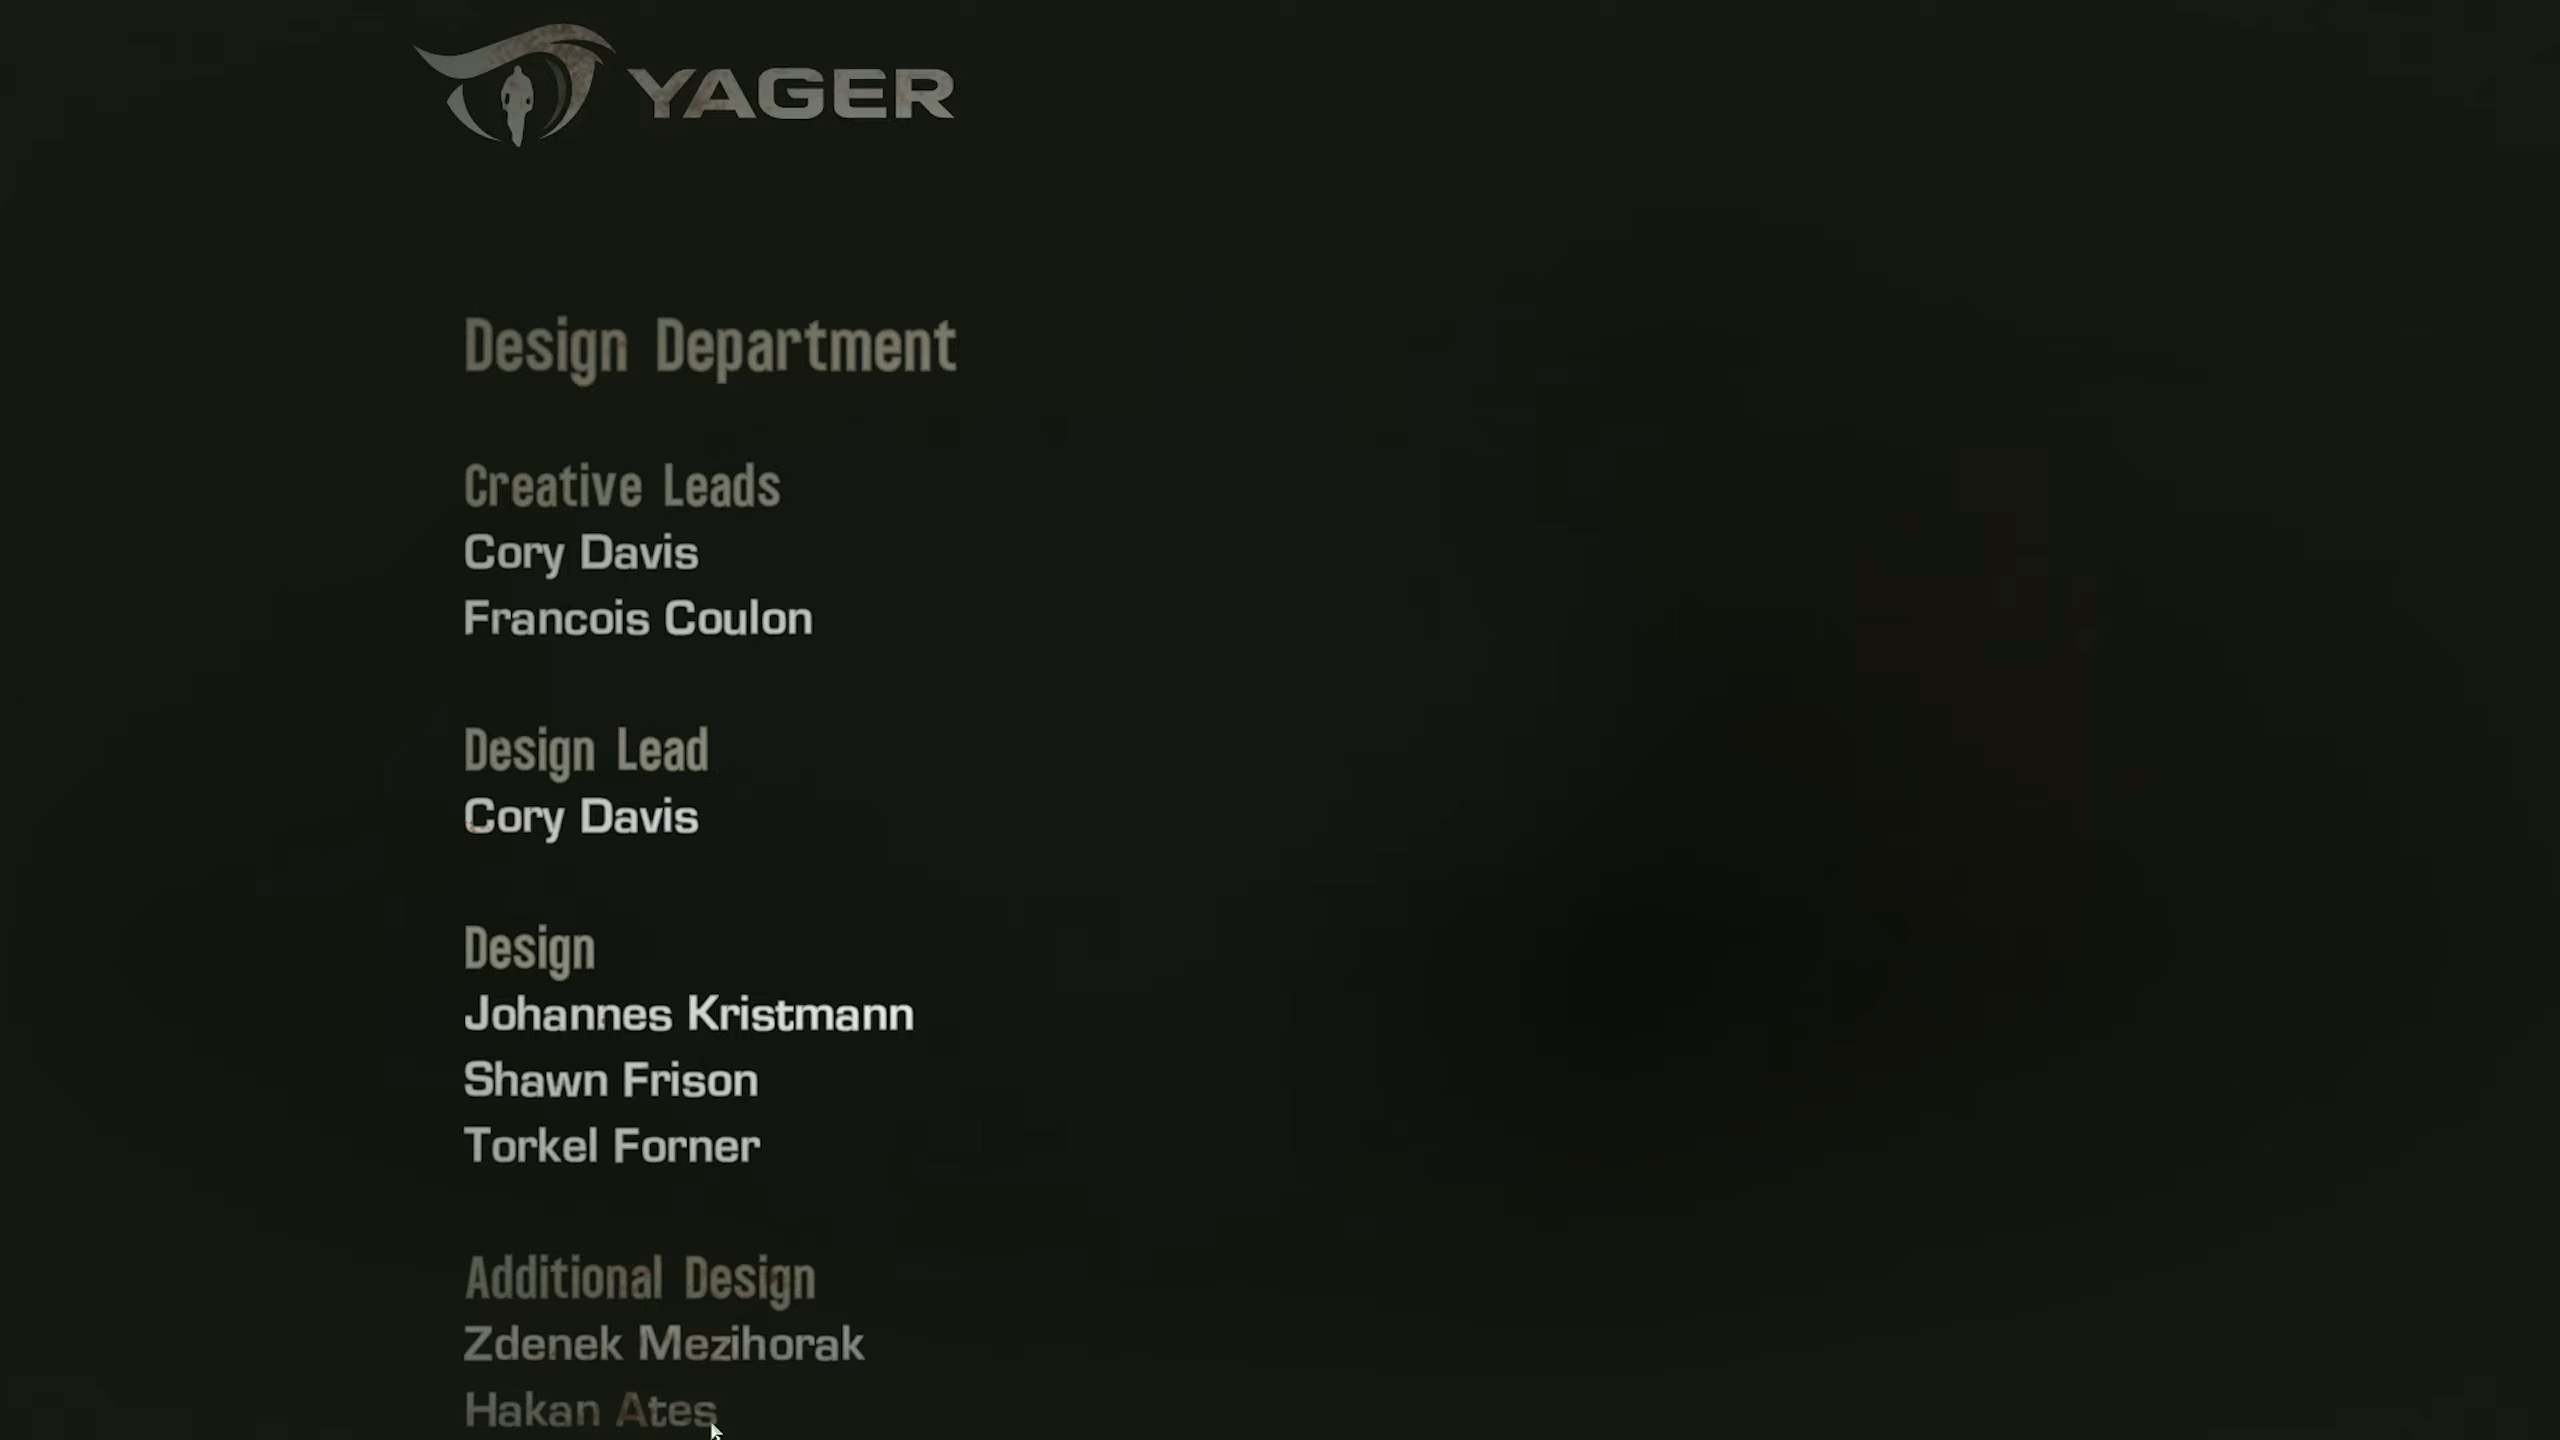 YAGER
Design Department
Creative Leads
Cory Davis
Francois Coulon
Design Lead
Cory Davis
Design
Johannes Kristmann
Shawn Frison
Torkel Forner
Additional Design
Zdenek Mezihorak
Hakan Ates